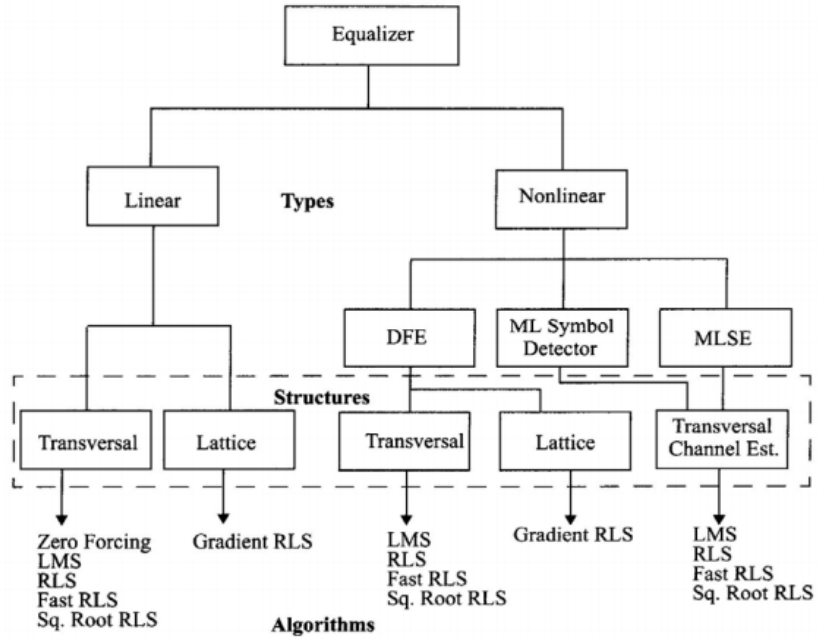 Equalizer
Linear
Types
Nonlinear
DFE
ML Symbol
Detector
MLSE
Structures
Transversal
Lattice
Transversal
Lattice
Transversal
Channel Est.
Zero Forcing
LMS
RLS
Fast RLS
Sq. Root RLS
Gradient RLS
LMS
RLS
Fast RLS
Sq. Root RLS
Gradient RLS
LMS
RLS
Fast RLS
Sq. Root RLS
Algorithms